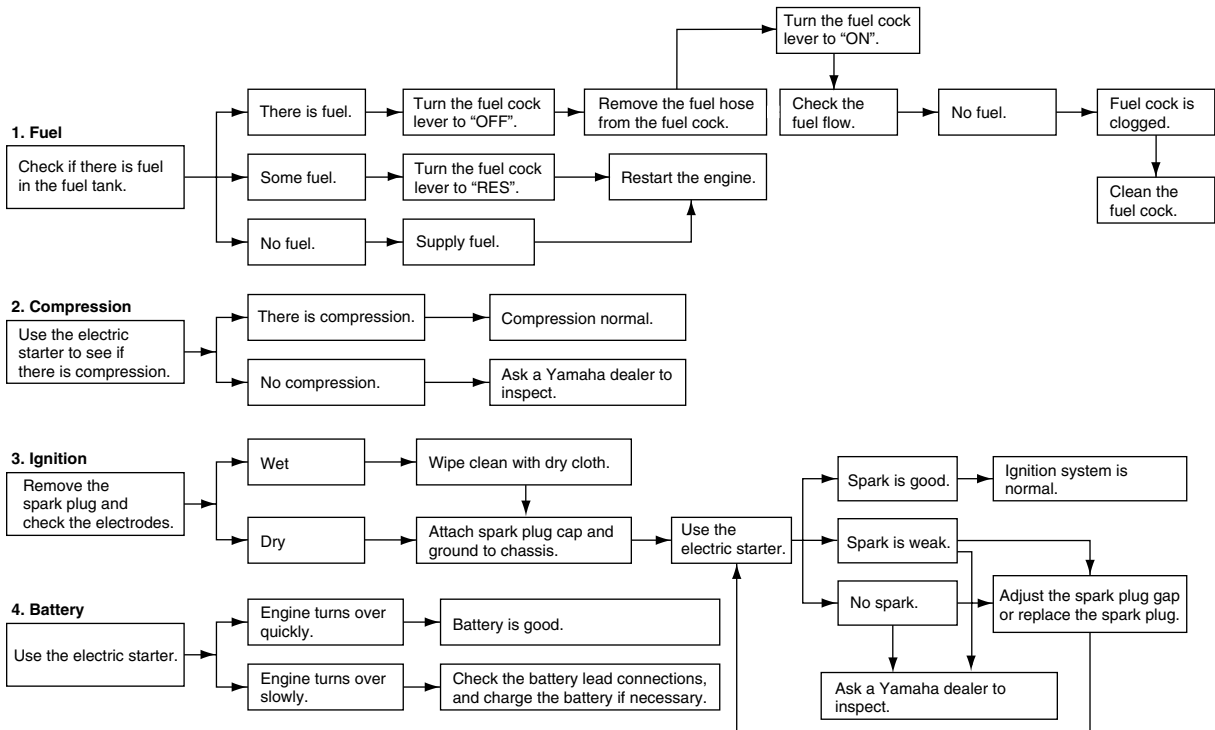 1. Fuel
Check if there is fuel
in the fuel tank.
There is fuel.
Turn the fuel cock
lever to “OFF”.
Remove the fuel hose
from the fuel cock.
Turn the fuel cock
lever to “ON”.
Check the
fuel flow.
No fuel.
Fuel cock is
clogged.
Clean the
fuel cock.
Some fuel.
Turn the fuel cock
lever to “RES”.
Restart the engine.
No fuel.
Supply fuel.
2. Compression
Use the electric
starter to see if
there is compression.
There is compression.
Compression normal.
No compression.
Ask a Yamaha dealer to
inspect.
3. Ignition
Remove the
spark plug and
check the electrodes.
Wet
Wipe clean with dry cloth.
Dry
Attach spark plug cap and
ground to chassis.
Use the
electric starter.
Spark is good.
Ignition system is
normal.
Spark is weak.
No spark.
Adjust the spark plug gap
or replace the spark plug.
Ask a Yamaha dealer to
inspect.
4. Battery
Use the electric starter.
Engine turns over
quickly.
Battery is good.
Engine turns over
slowly.
Check the battery lead connections,
and charge the battery if necessary.